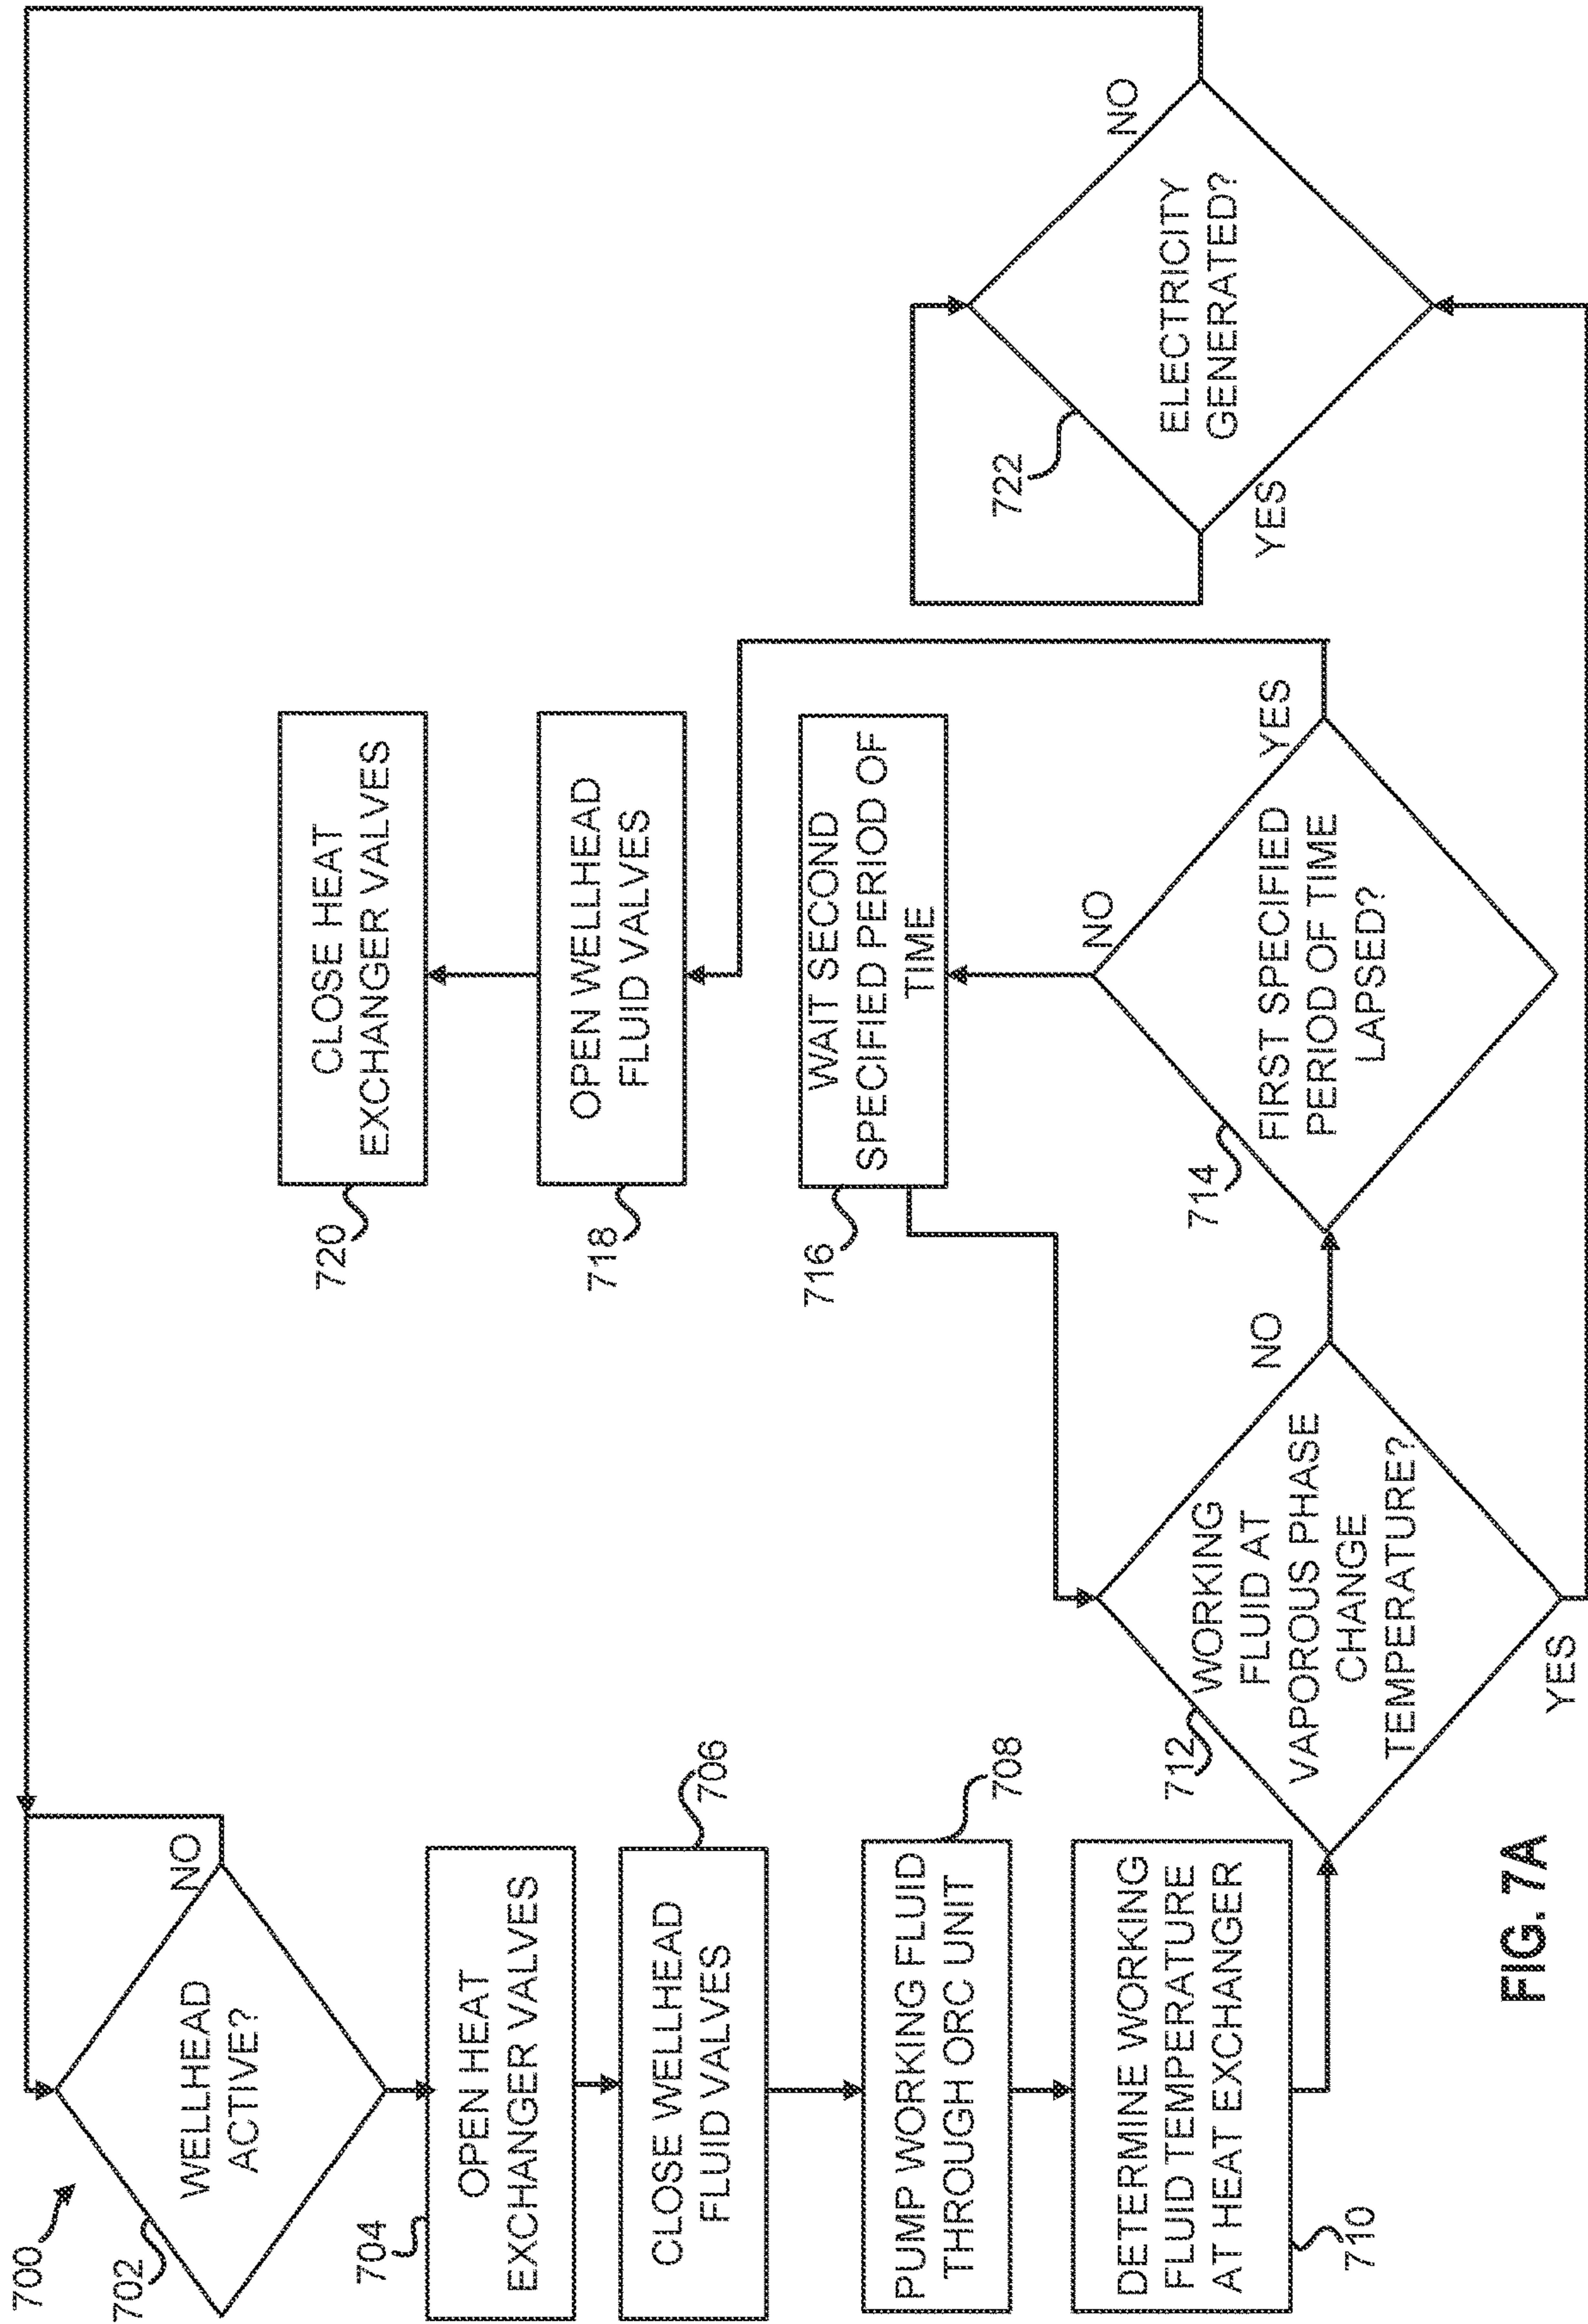 700
702
WELLHEAD
ACTIVE?
NO
704
OPEN HEAT
EXCHANGER VALVES
706
CLOSE WELLHEAD
FLUID VALVES
708
PUMP WORKING FLUID
THROUGH ORC UNIT
710
DETERMINE WORKING
FLUID TEMPERATURE
AT HEAT EXCHANGER
712
WORKING
FLUID AT
VAPOROUS PHASE
CHANGE
TEMPERATURE?
NO
YES
714
FIRST SPECIFIED
PERIOD OF TIME
LAPSED?
NO
YES
716
WAIT SECOND
SPECIFIED PERIOD OF
TIME
718
OPEN WELLHEAD
FLUID VALVES
720
CLOSE HEAT
EXCHANGER VALVES
722
ELECTRICITY
GENERATED?
NO
YES
FIG. 7A